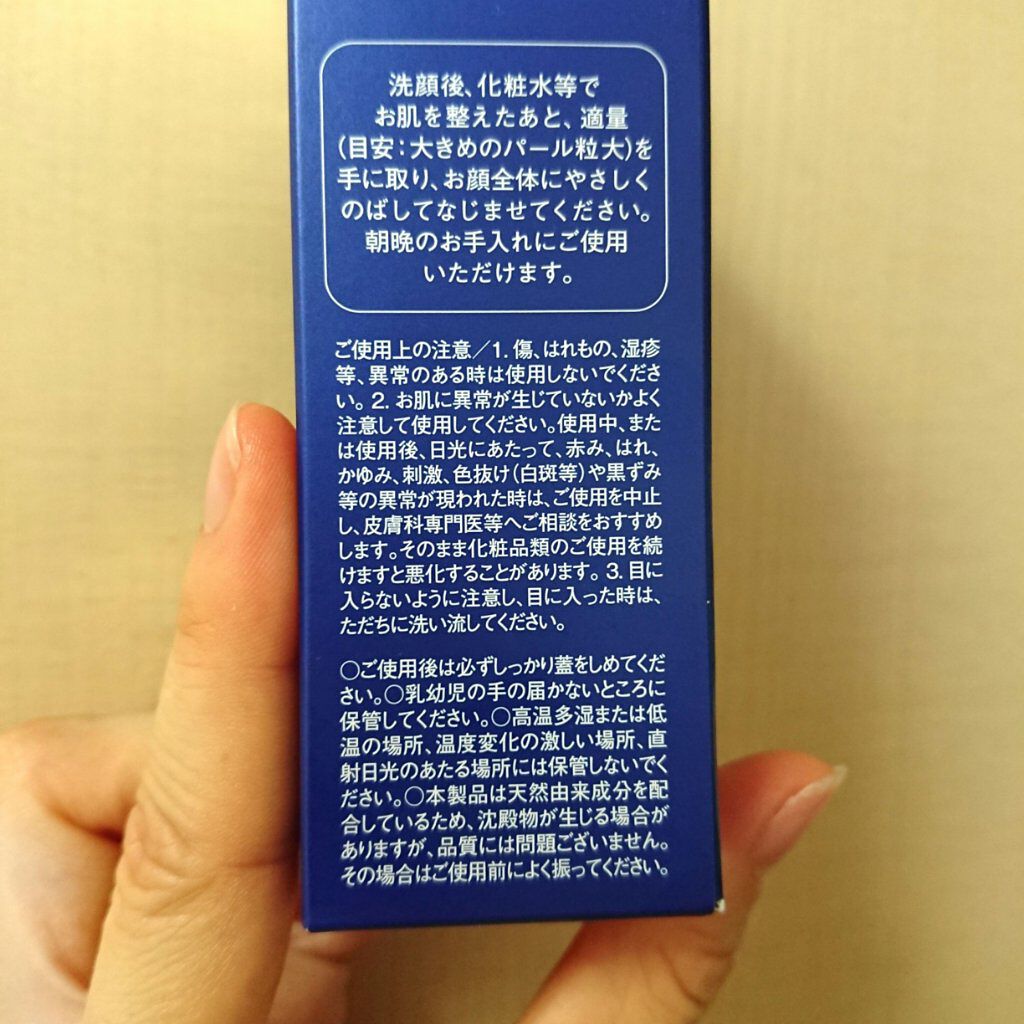 洗顔後、化粧水等で
お肌を整えたあと、適量
(目安：大きめのパール粒大)を
手に取り、お顔全体にやさしく
のばしてなじませてください。
朝晩のお手入れにご使用
いただけます。
ご使用上の注意／1. 傷、はれもの、湿疹
等、異常のある時は使用しないでくださ
い。2. お肌に異常が生じていないかよく
注意して使用してください。使用中、また
は使用後、日光にあたって、赤み、はれ、
かゆみ、刺激、色抜け(白斑等)や黒ずみ
等の異常が現われた時は、ご使用を中止
し、皮膚科専門医等へご相談をおすすめ
します。そのまま化粧品類のご使用を続
けますと悪化することがあります。3. 目に
入らないように注意し、目に入った時は、
ただちに洗い流してください。
○ご使用後は必ずしっかり蓋をしめてくだ
さい。○乳幼児の手の届かないところに
保管してください。○高温多湿または低
温の場所、温度変化の激しい場所、直
射日光のあたる場所には保管しないでく
ださい。○本製品は天然由来成分を配
合しているため、沈殿物が生じる場合が
ありますが、品質には問題ございません。
その場合はご使用前によく振ってください。